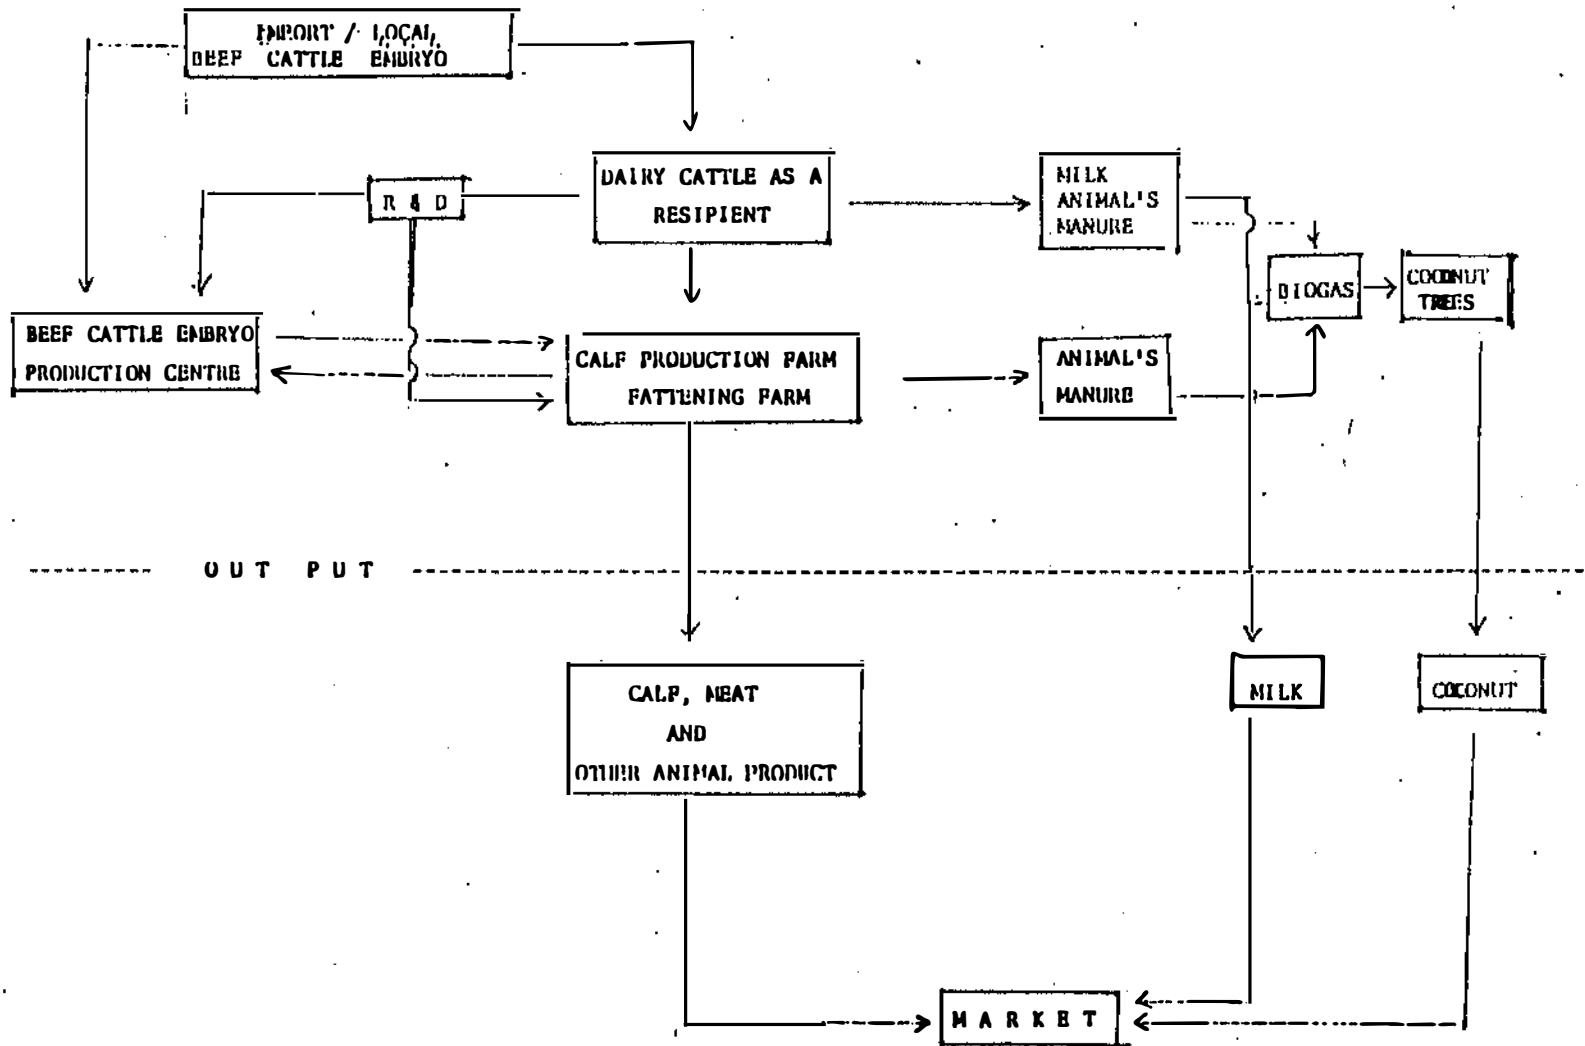 IMPORT / LOCAL
BEEF CATTLE EMBRYO
DAIRY CATTLE AS A
RESIPIENT
R & D
MILK
ANIMAL'S
MANURE
BIOGAS
COCONUT
TREES
BEEF CATTLE EMBRYO
PRODUCTION CENTRE
CALF PRODUCTION FARM
FATTENING FARM
ANIMAL'S
MANURE
OUT PUT
CALF, MEAT
AND
OTHER ANIMAL PRODUCT
MILK
COCONUT
MARKET